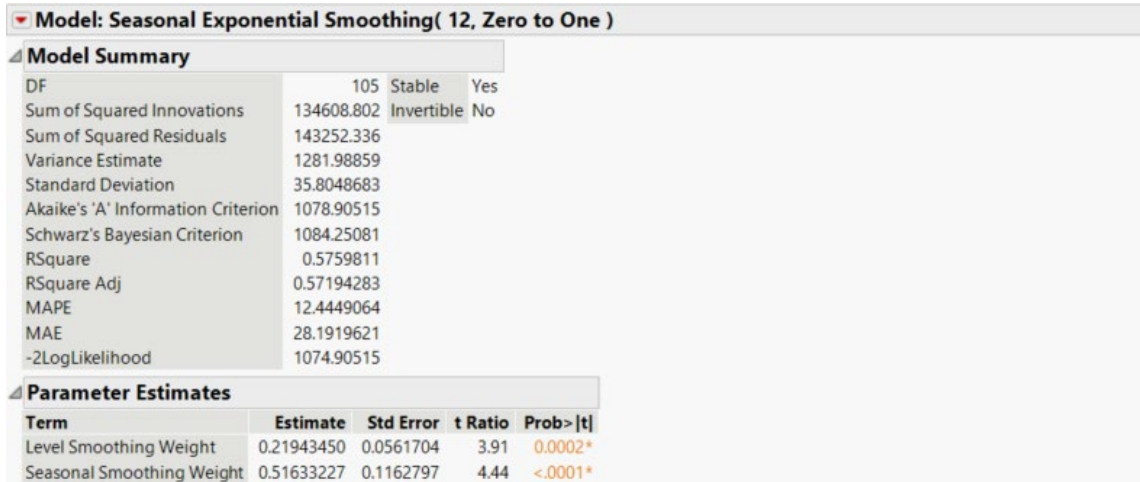 Model: Seasonal Exponential Smoothing( 12, Zero to One )
Model Summary
DF 105 Stable Yes
Sum of Squared Innovations 134608.802 Invertible No
Sum of Squared Residuals 143252.336
Variance Estimate 1281.98859
Standard Deviation 35.8048683
Akaike's 'A' Information Criterion 1078.90515
Schwarz's Bayesian Criterion 1084.25081
RSquare 0.5759811
RSquare Adj 0.57194283
MAPE 12.4449064
MAE 28.1919621
-2LogLikelihood 1074.90515
Parameter Estimates
Term Estimate Std Error t Ratio Prob>|t|
Level Smoothing Weight 0.21943450 0.0561704 3.91 0.0002*
Seasonal Smoothing Weight 0.51633227 0.1162797 4.44 <.0001*